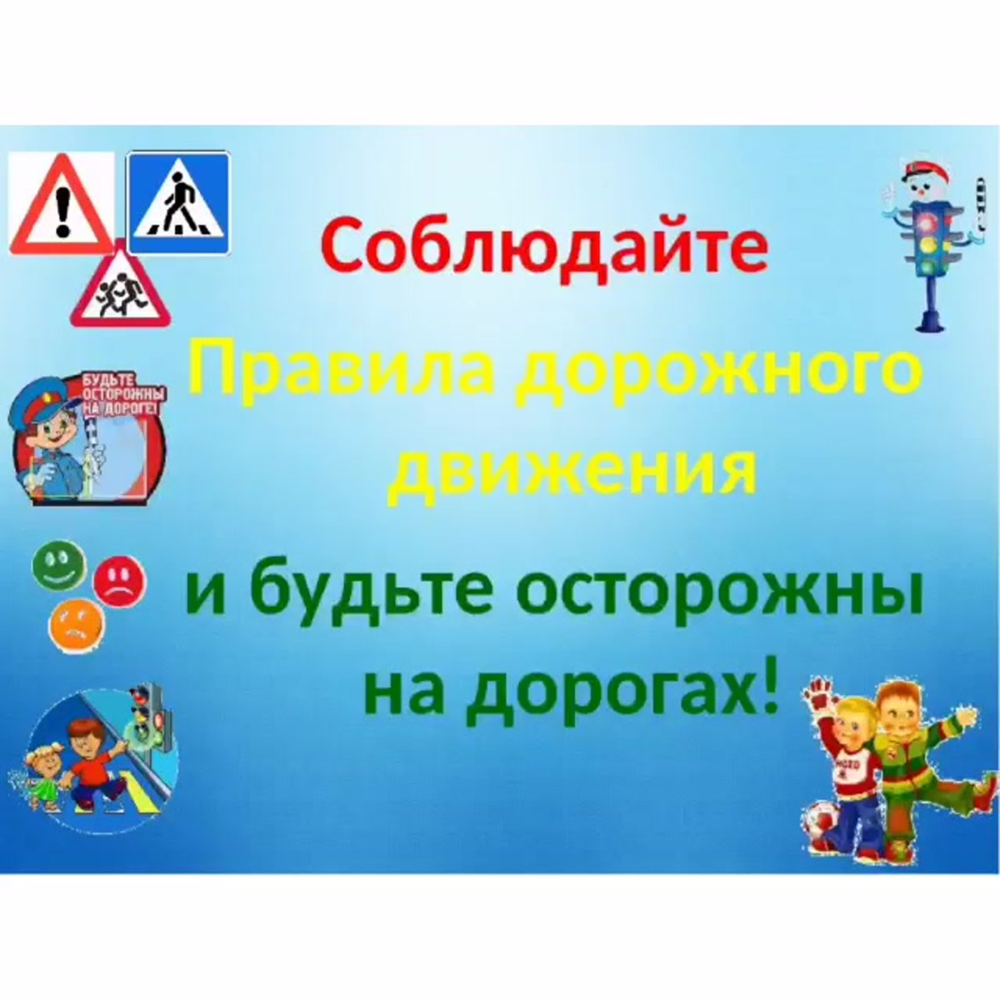 Соблюдайте
Правила дорожного
движения
и будьте осторожны
на дорогах!
БУДЬТЕ
ОСТОРОЖНЫ
НА ДОРОГЕ!